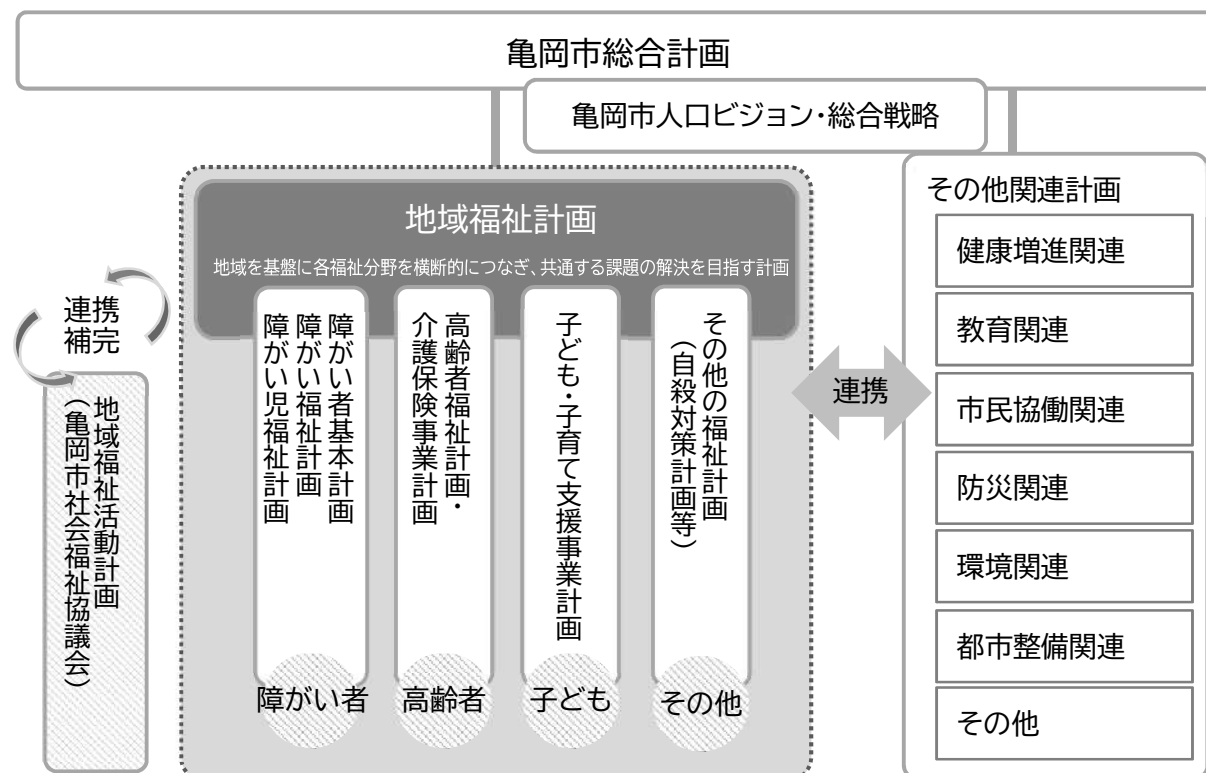 亀岡市総合計画
亀岡市人口ビジョン・総合戦略
地域福祉計画
地域を基盤に各福祉分野を横断的につなぎ、共通する課題の解決を目指す計画
連携
補完
地域福祉活動計画
（亀岡市社会福祉協議会）
障がい者基本計画
障がい福祉計画
障がい児福祉計画
障がい者
高齢者福祉計画・
介護保険事業計画
高齢者
子ども・子育て支援事業計画
子ども
その他の福祉計画
（自殺対策計画等）
その他
連携
その他関連計画
健康増進関連
教育関連
市民協働関連
防災関連
環境関連
都市整備関連
その他